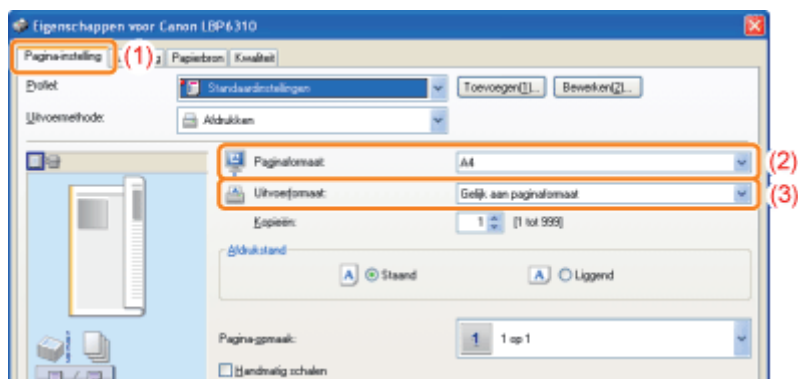 Eigenschappen voor Canon LBP6310
Pagina-instelling (1) Papierbron Kwaliteit
Profiel: Standaardinstellingen Toevoegen(1)... Bewerken(2)...
Uitvoermethode: Afdrukken
Paginaformaat: A4 (2)
Uitvoerformaat: Gelijk aan paginaformaat (3)
Kopieën: 1 [1 tot 999]
Afdrukstand
A Staand A Liggend
Pagina-opmaak: 1 1 op 1
Handmatig schalen